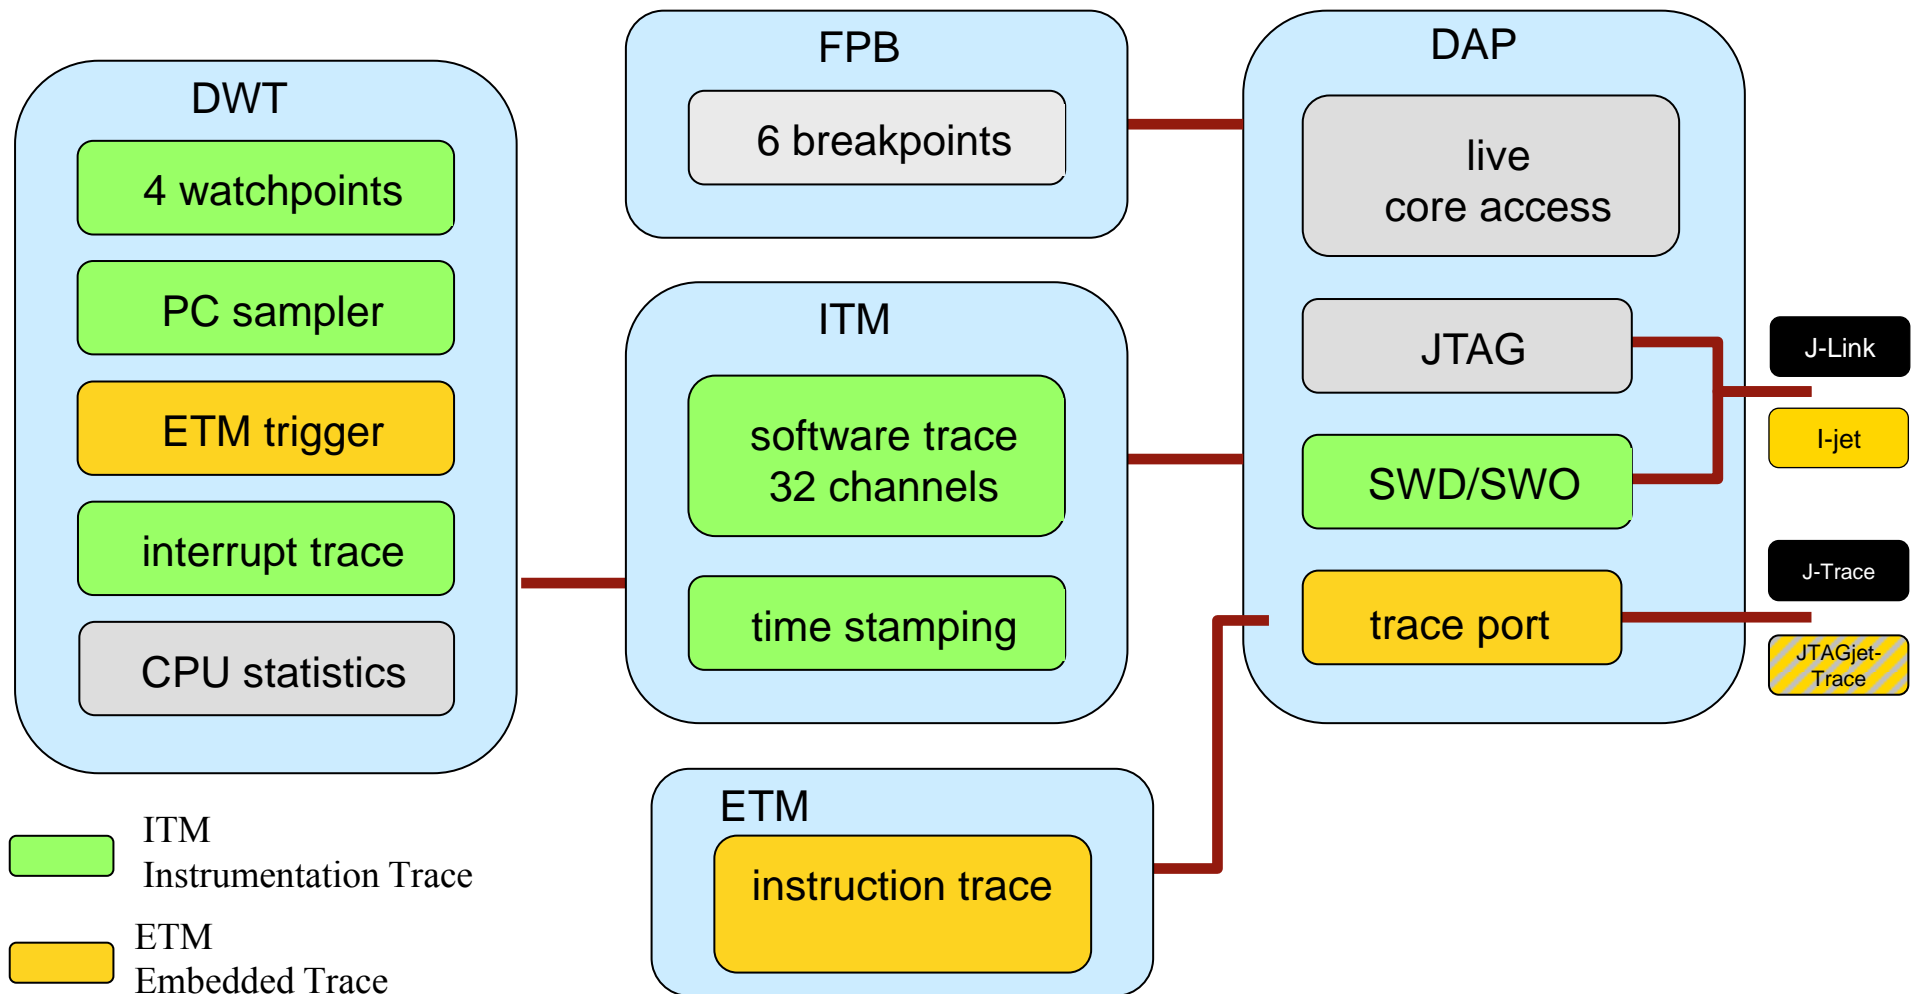 DWT
4 watchpoints
PC sampler
ETM trigger
interrupt trace
CPU statistics
FPB
6 breakpoints
ITM
software trace
32 channels
time stamping
ETM
instruction trace
DAP
live
core access
JTAG
SWD/SWO
trace port
J-Link
I-jet
J-Trace
JTAGjet-
Trace
ITM
Instrumentation Trace
ETM
Embedded Trace